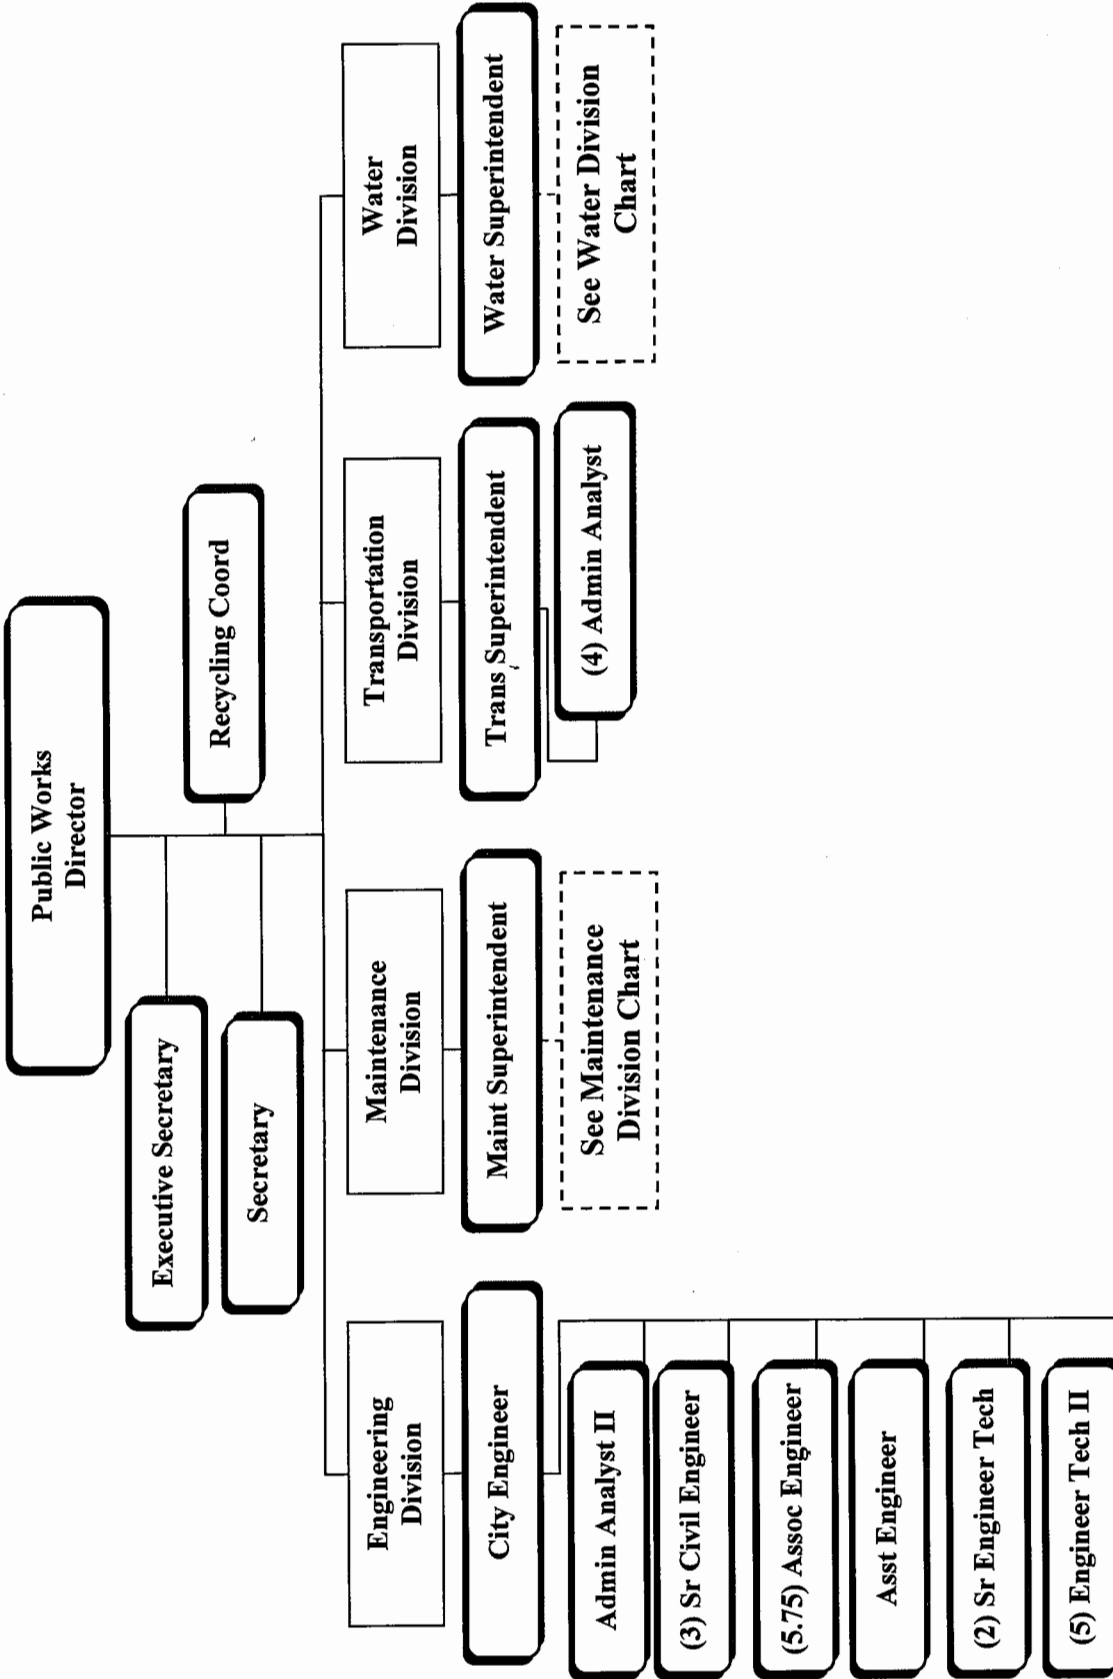 Public Works
Director
Executive Secretary
Recycling Coord
Secretary
Engineering
Division
Maintenance
Division
Transportation
Division
Water
Division
City Engineer
Maint Superintendent
Trans Superintendent
Water Superintendent
Admin Analyst II
(3) Sr Civil Engineer
(5.75) Assoc Engineer
Asst Engineer
(2) Sr Engineer Tech
(5) Engineer Tech II
See Maintenance
Division Chart
(4) Admin Analyst
See Water Division
Chart